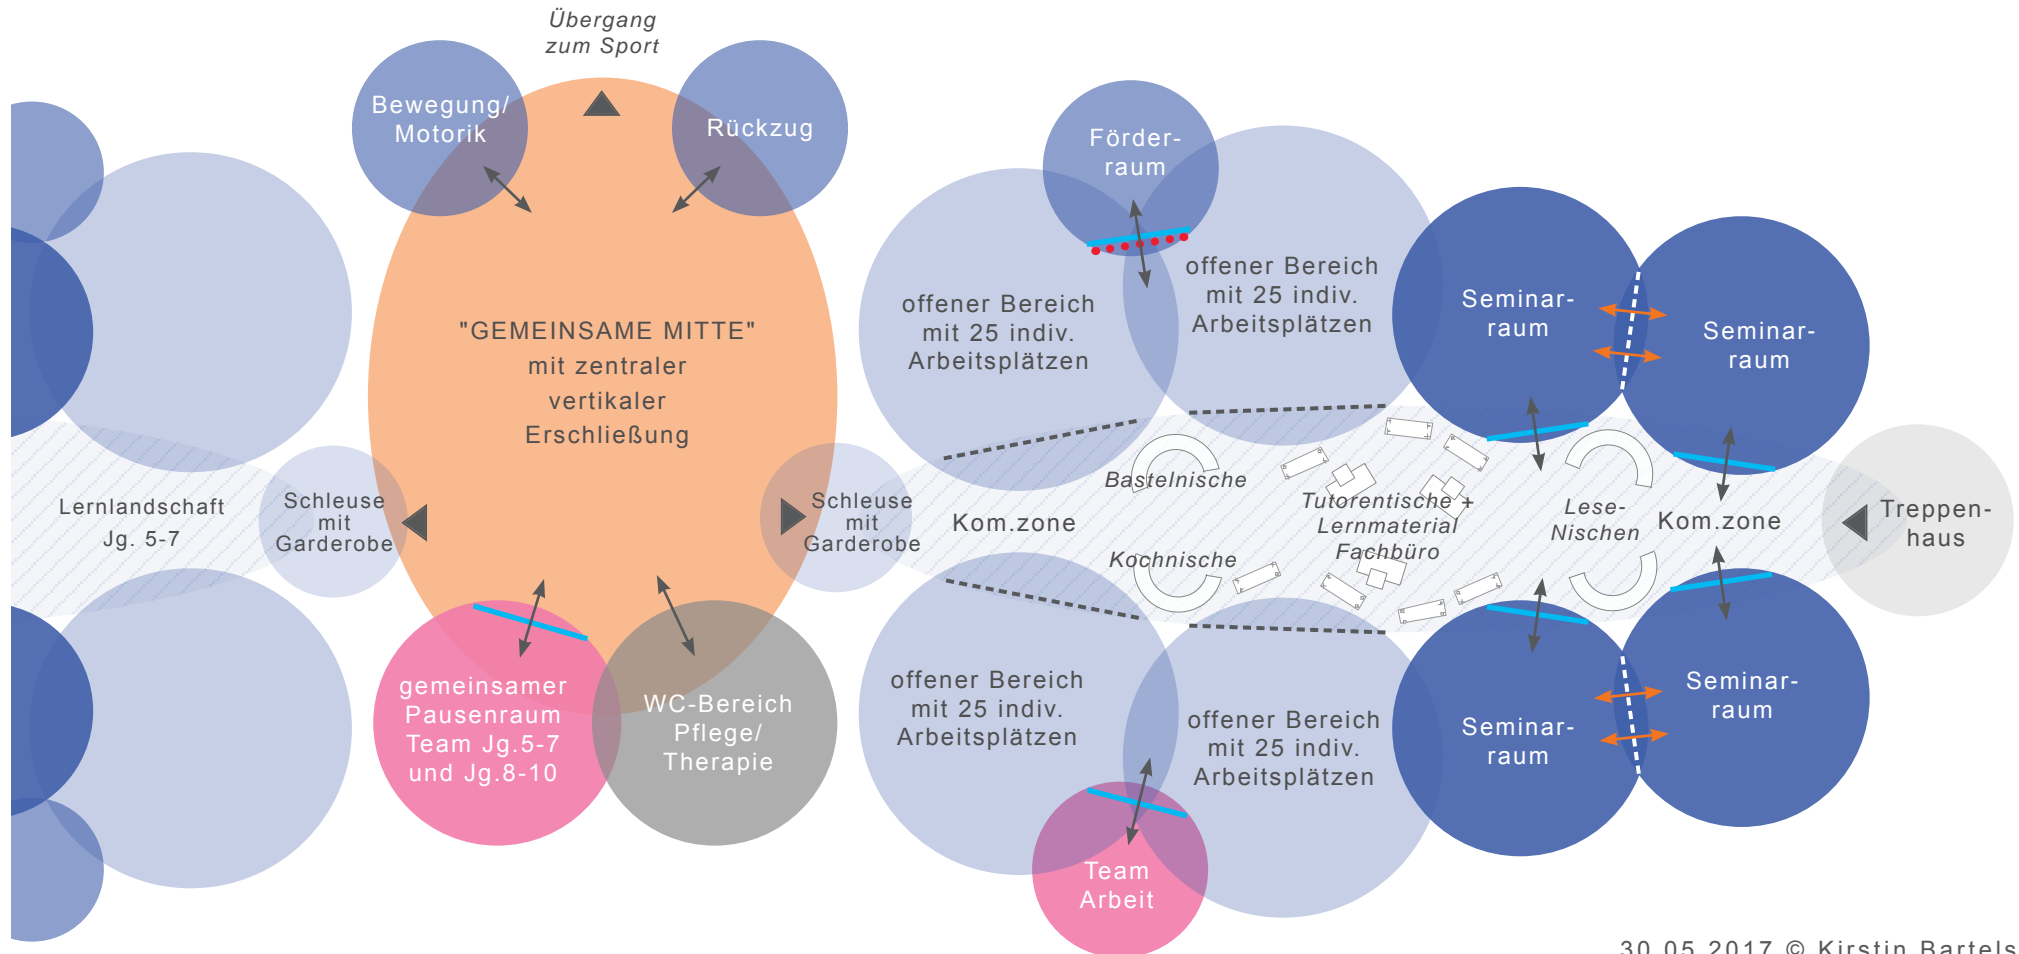 Übergang
zum Sport
Bewegung/
Motorik
Rückzug
"GEMEINSAME MITTE"
mit zentraler
vertikaler
Erschließung
Lernlandschaft
Jg. 5-7
Schleuse
mit
Garderobe
Schleuse
mit
Garderobe
gemeinsamer
Pausenraum
Team Jg.5-7
und Jg.8-10
WC-Bereich
Pflege/
Therapie
Förder-
raum
offener Bereich
mit 25 indiv.
Arbeitsplätzen
offener Bereich
mit 25 indiv.
Arbeitsplätzen
Seminar-
raum
Seminar-
raum
Bastelnische
Kom.zone
Kochnische
Tutorentische +
Lernmaterial
Fachbüro
Lese-
Nischen
Kom.zone
Treppen-
haus
offener Bereich
mit 25 indiv.
Arbeitsplätzen
offener Bereich
mit 25 indiv.
Arbeitsplätzen
Seminar-
raum
Seminar-
raum
Team
Arbeit
30.05.2017 © Kirstin Bartels